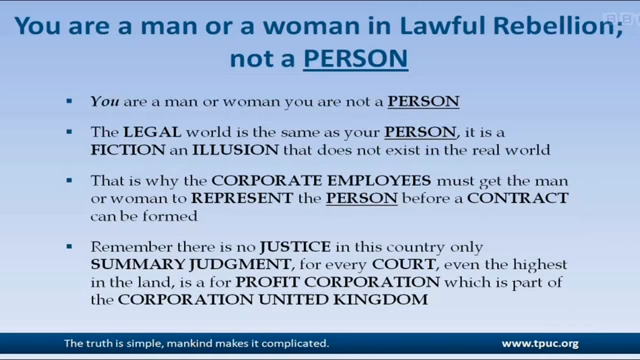 You are a man or a woman in Lawful Rebellion;
not a PERSON
BBC
▪ You are a man or woman you are not a PERSON
▪ The LEGAL world is the same as your PERSON, it is a
FICTION an ILLUSION that does not exist in the real world
▪ That is why the CORPORATE EMPLOYEES must get the man
or woman to REPRESENT the PERSON before a CONTRACT
can be formed
▪ Remember there is no JUSTICE in this country only
SUMMARY JUDGMENT, for every COURT, even the highest
in the land, is a for PROFIT CORPORATION which is part of
the CORPORATION UNITED KINGDOM
The truth is simple, mankind makes it complicated.
www.tpuc.org